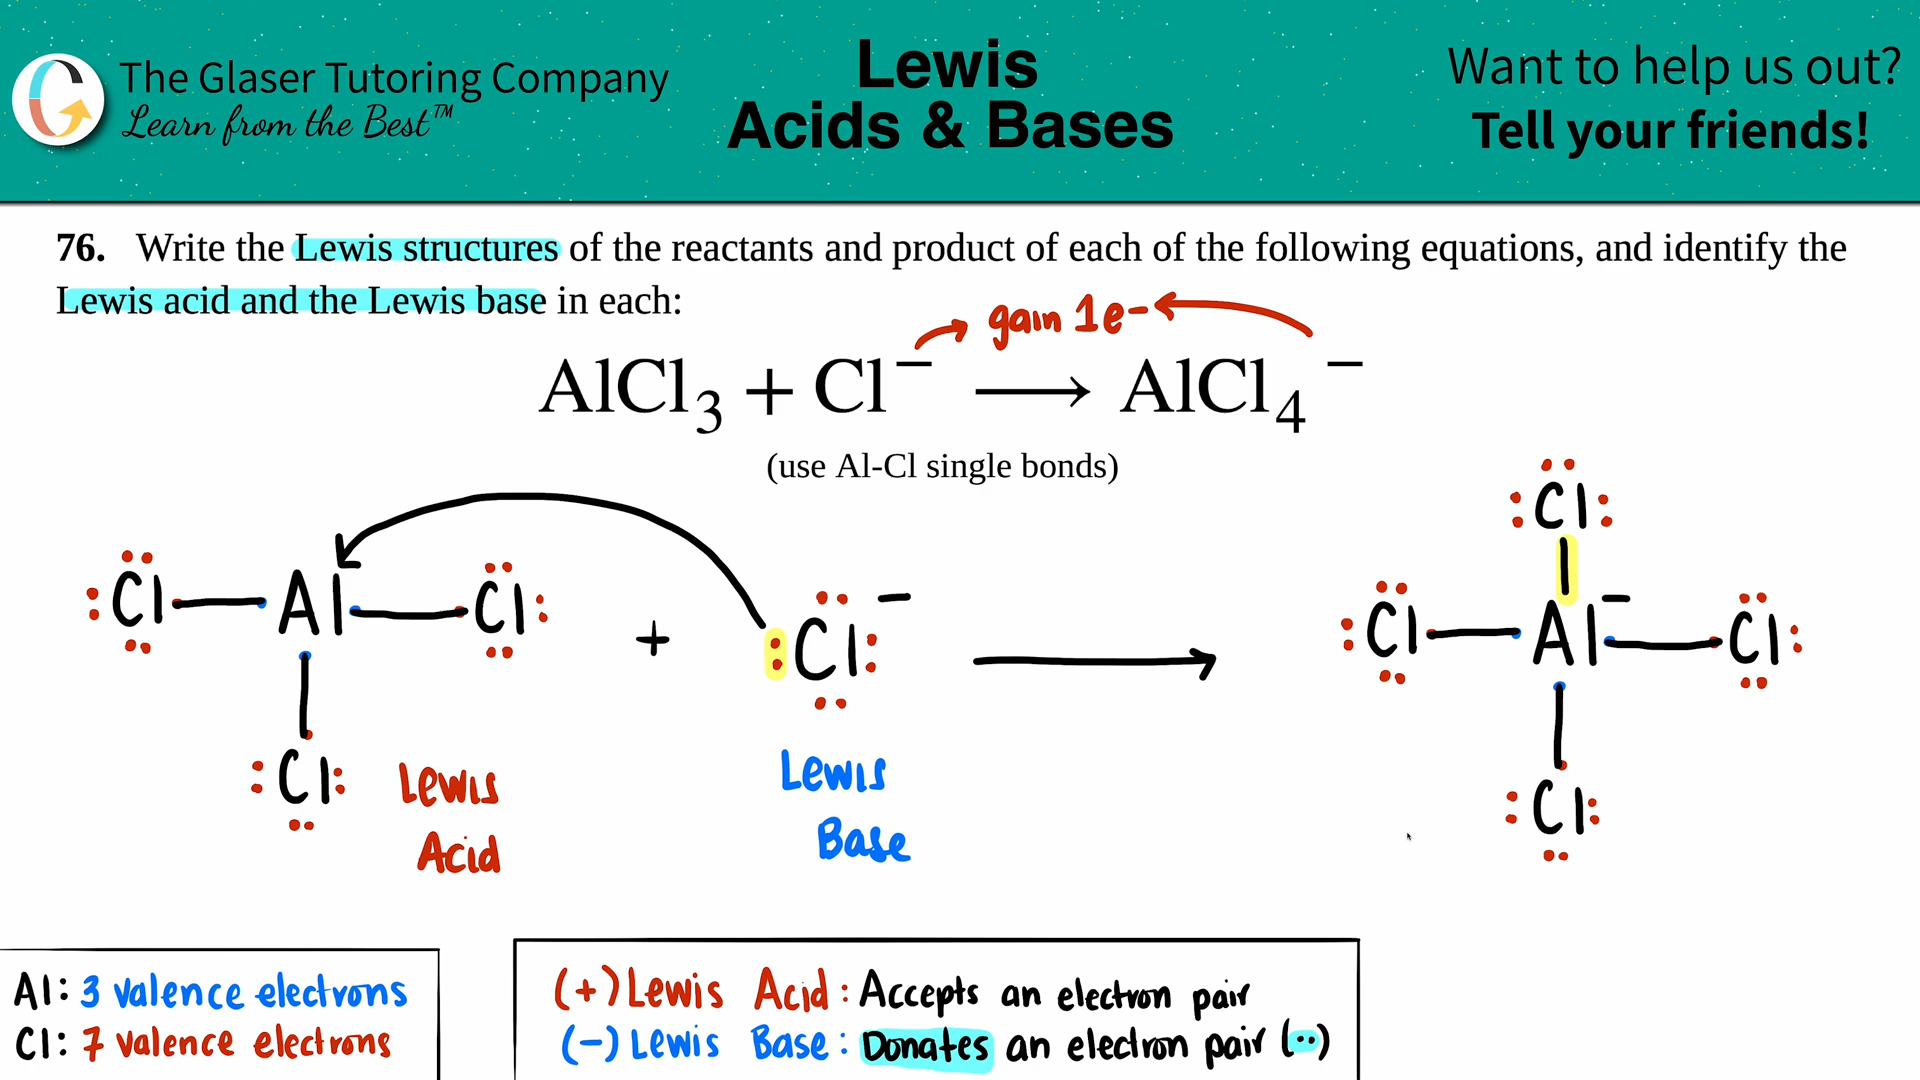 The Glaser Tutoring Company
Learn from the Best™
Lewis
Acids & Bases
Want to help us out?
Tell your friends!
76. Write the Lewis structures of the reactants and product of each of the following equations, and identify the
Lewis acid and the Lewis base in each:
gain 1e-
AlCl₃ + Cl⁻ ⟶ AlCl₄⁻
(use Al-Cl single bonds)
Cl
Cl Al Cl + Cl⁻ ⟶ Cl Al⁻ Cl
Cl Cl
Lewis
Acid
Lewis
Base
Al: 3 valence electrons
Cl: 7 valence electrons
(+) Lewis Acid: Accepts an electron pair
(-) Lewis Base: Donates an electron pair (··)